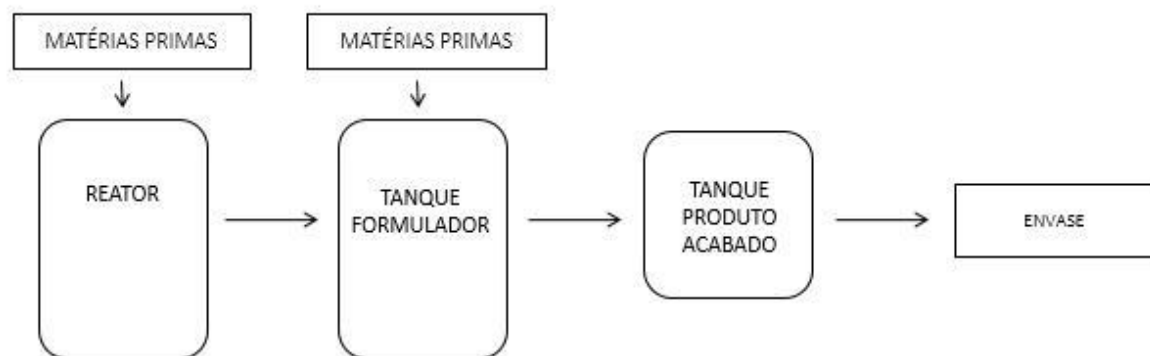 MATÉRIAS PRIMAS
MATÉRIAS PRIMAS
REATOR
TANQUE
FORMULADOR
TANQUE
PRODUTO
ACABADO
ENVASE